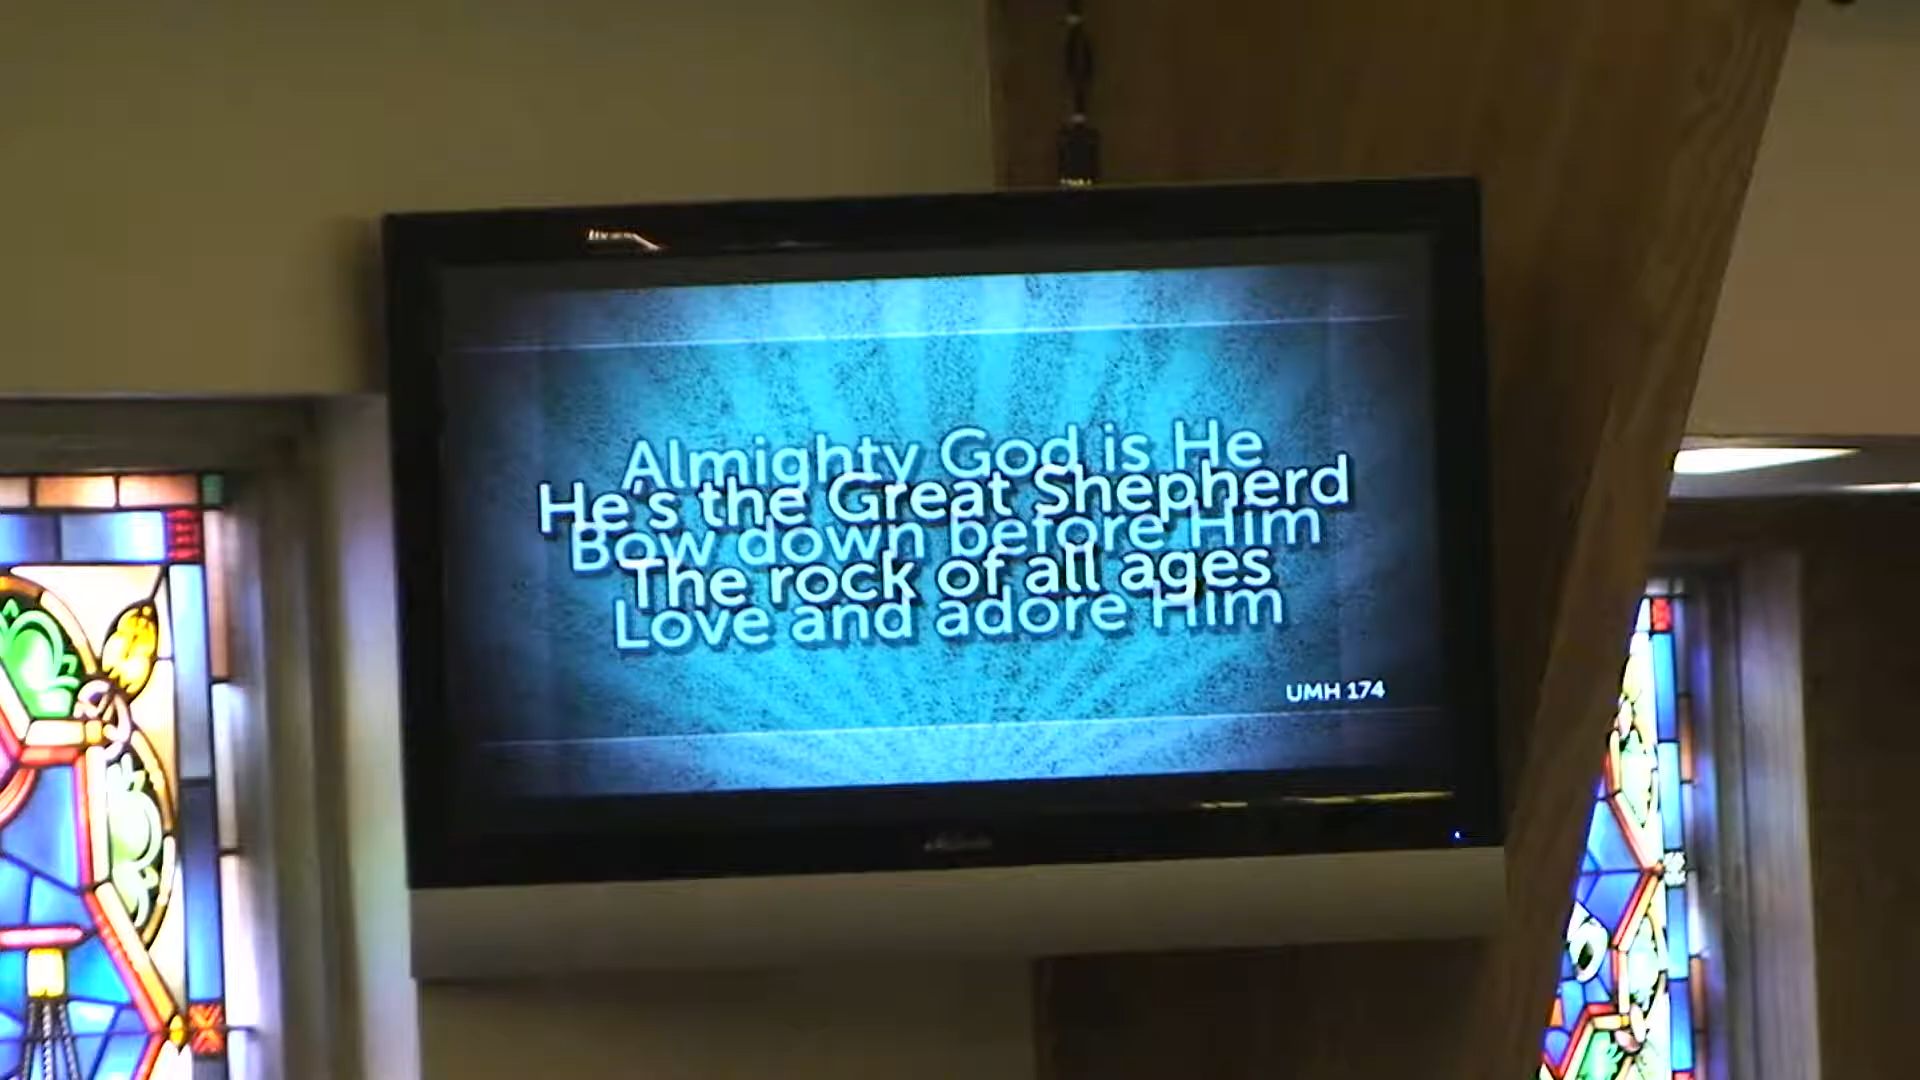 Almighty God is He
He's the Great Shepherd
Bow down before Him
The rock of all ages
Love and adore Him
UMH 174